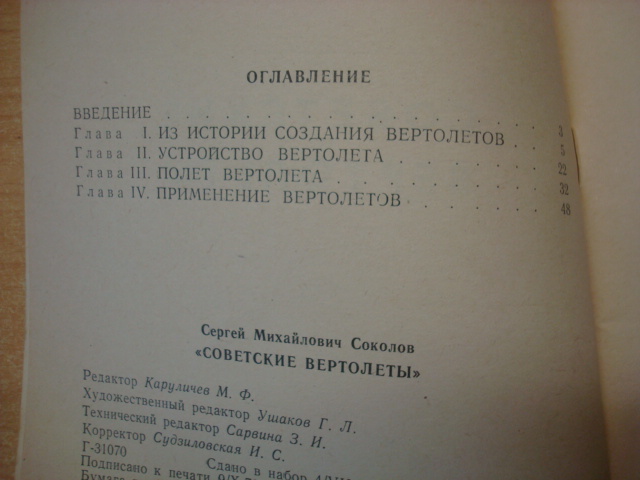 ОГЛАВЛЕНИЕ
ВВЕДЕНИЕ . . . . . . . . . . . . . . . . 3
Глава I. ИЗ ИСТОРИИ СОЗДАНИЯ ВЕРТОЛЕТОВ . . 5
Глава II. УСТРОЙСТВО ВЕРТОЛЕТА . . . . . . . 22
Глава III. ПОЛЕТ ВЕРТОЛЕТА . . . . . . . . . 32
Глава IV. ПРИМЕНЕНИЕ ВЕРТОЛЕТОВ . . . . . . 48
Сергей Михайлович Соколов
«СОВЕТСКИЕ ВЕРТОЛЕТЫ»
Редактор Каруличев М. Ф.
Художественный редактор Ушаков Г. Л.
Технический редактор Сарвина З. И.
Корректор Судзиловская И. С.
Г-31070 Сдано в набор
Подписано к печати
Бумага